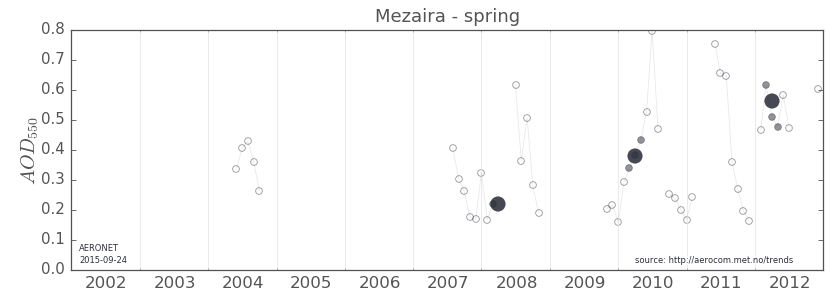 Mezaira - spring
0.8
0.7
0.6
0.5
0.4
0.3
0.2
0.1
0.0
AOD550
AERONET
2015-09-24
source: http://aerocom.met.no/trends
2002 2003 2004 2005 2006 2007 2008 2009 2010 2011 2012